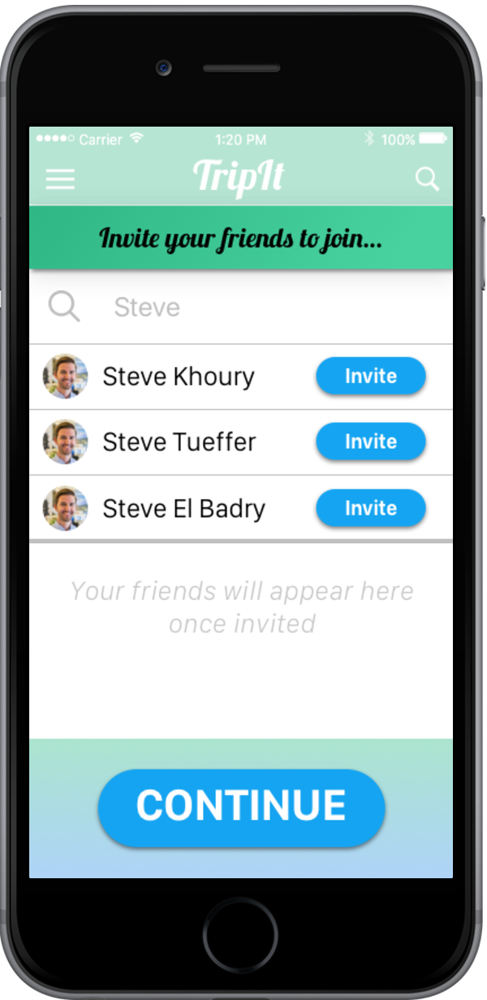 Carrier 1:20 PM 100%
TripIt
Invite your friends to join...
Steve
Steve Khoury Invite
Steve Tueffer Invite
Steve El Badry Invite
Your friends will appear here
once invited
CONTINUE